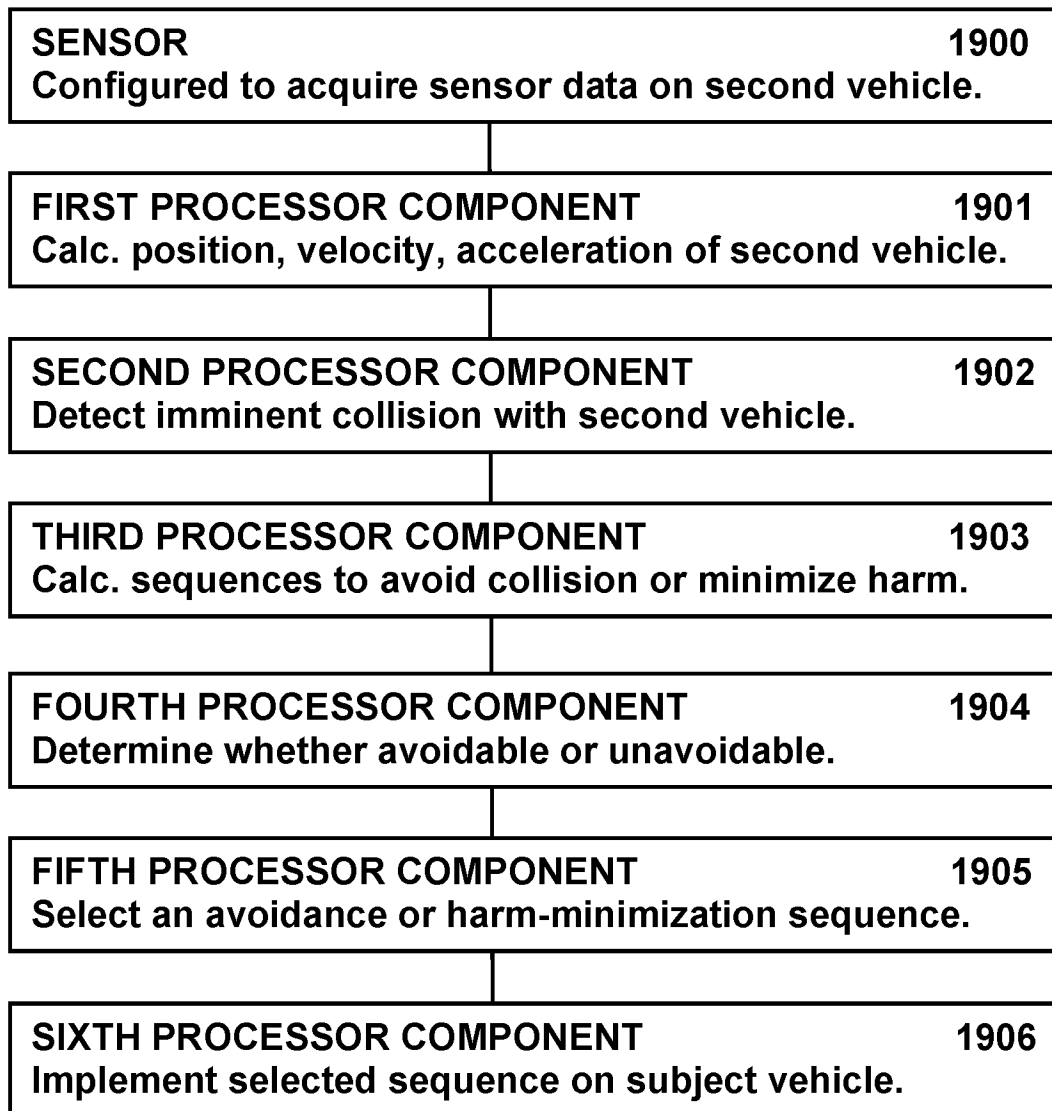 SENSOR 1900
Configured to acquire sensor data on second vehicle.
FIRST PROCESSOR COMPONENT 1901
Calc. position, velocity, acceleration of second vehicle.
SECOND PROCESSOR COMPONENT 1902
Detect imminent collision with second vehicle.
THIRD PROCESSOR COMPONENT 1903
Calc. sequences to avoid collision or minimize harm.
FOURTH PROCESSOR COMPONENT 1904
Determine whether avoidable or unavoidable.
FIFTH PROCESSOR COMPONENT 1905
Select an avoidance or harm-minimization sequence.
SIXTH PROCESSOR COMPONENT 1906
Implement selected sequence on subject vehicle.